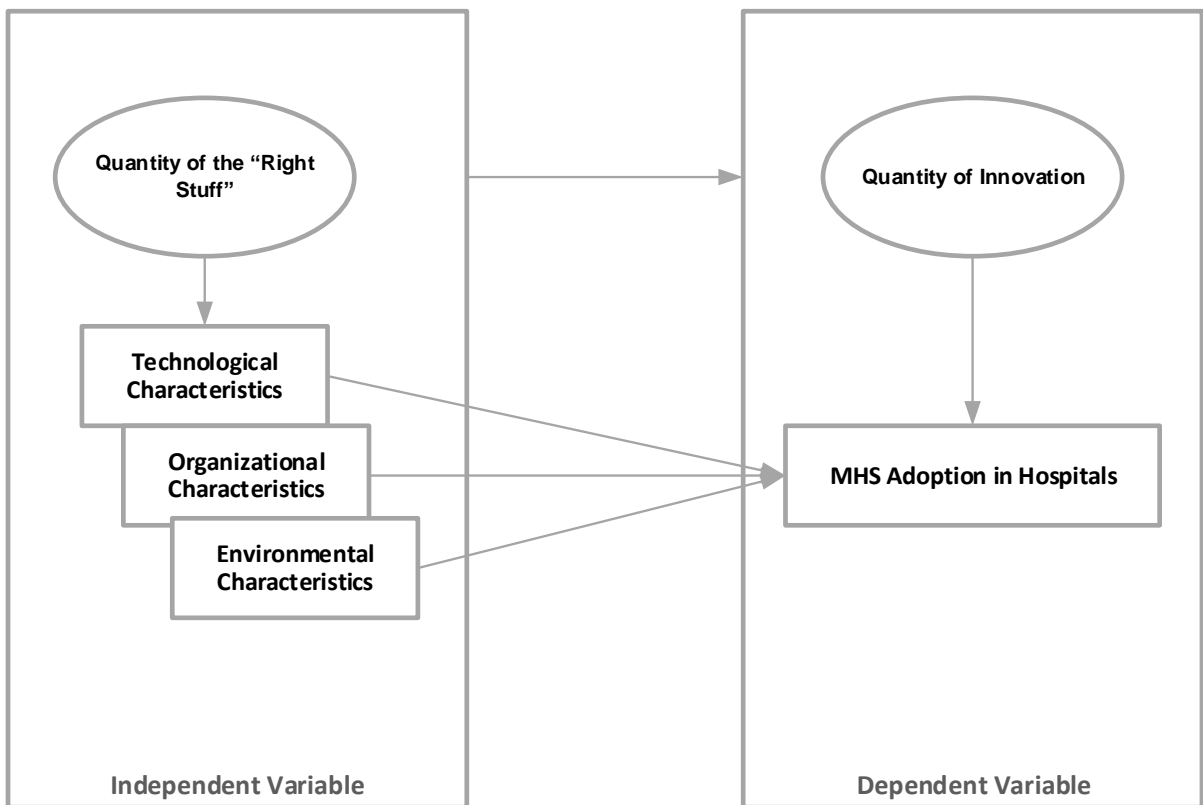 Quantity of the “Right
Stuff”
Quantity of Innovation
Technological
Characteristics
Organizational
Characteristics
Environmental
Characteristics
MHS Adoption in Hospitals
Independent Variable
Dependent Variable